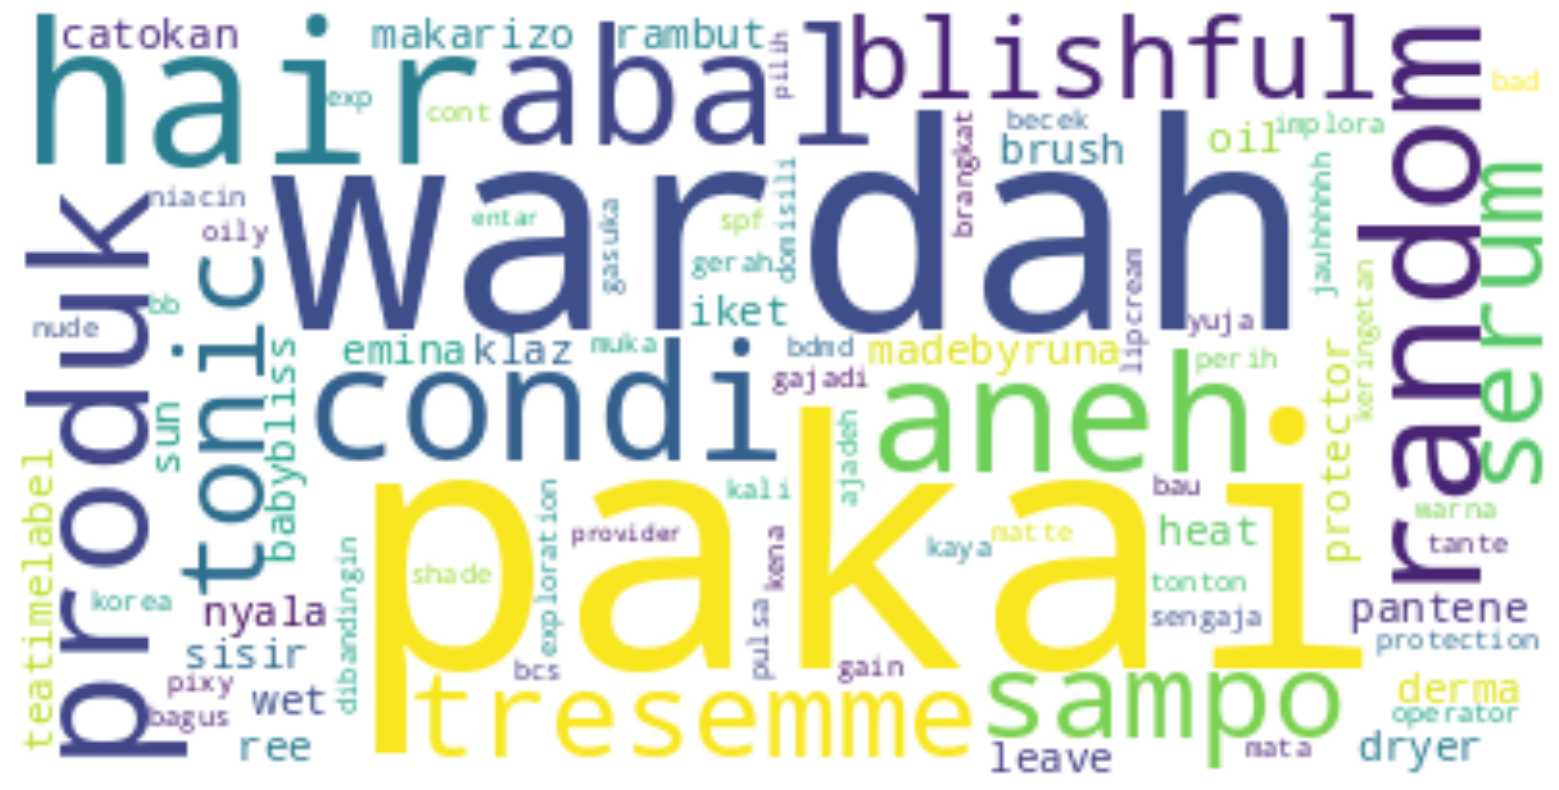 catokan
makarizo
rambut
pilih
blishful
bad
hair
exp
cont
abal
becek
brush
oil
implora
random
niacin
oily
wardah
entar
gasuka
spf
gerah
domisili
iket
brangkat
lipcream
yuja
jauhhhhhh
keringetan
serum
produk
nude
bb
tonic
sun
babybliss
emina
klaz
muka
bdmd
gajadi
madebyruna
perih
protector
condi
aneh
ajadeh
kali
bau
pakai
teatimelabel
korea
nyala
sisir
pixy
bagus
wet
ree
dibandingin
shade
exploration
provider
bcs
pulsa
kena
kaya
matte
heat
tonton
sengaja
gain
warna
tante
pantene
protection
derma
operator
dryer
tresemme
sampo
leave
mata